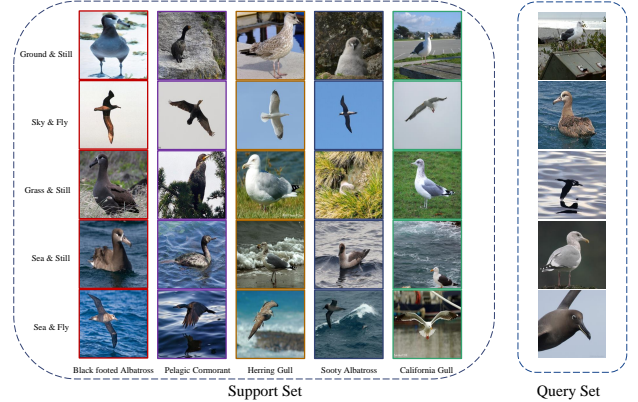 Ground & Still
Sky & Fly
Grass & Still
Sea & Still
Sea & Fly
Black footed Albatross
Pelagic Cormorant
Herring Gull
Sooty Albatross
California Gull
Support Set
Query Set